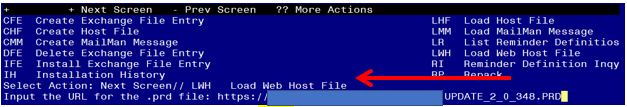 + + Next Screen - Prev Screen ?? More Actions
CFE Create Exchange File Entry LHF Load Host File
CHF Create Host File LMM Load MailMan Message
CMM Create MailMan Message LR List Reminder Definitios
DFE Delete Exchange File Entry LWH Load Web Host File
IFE Install Exchange File Entry RI Reminder Definition Inqy
IH Installation History RP Repack
Select Action: Next Screen// LWH Load Web Host File
Input the URL for the .prd file: https:// UPDATE_2_0_348.PRD